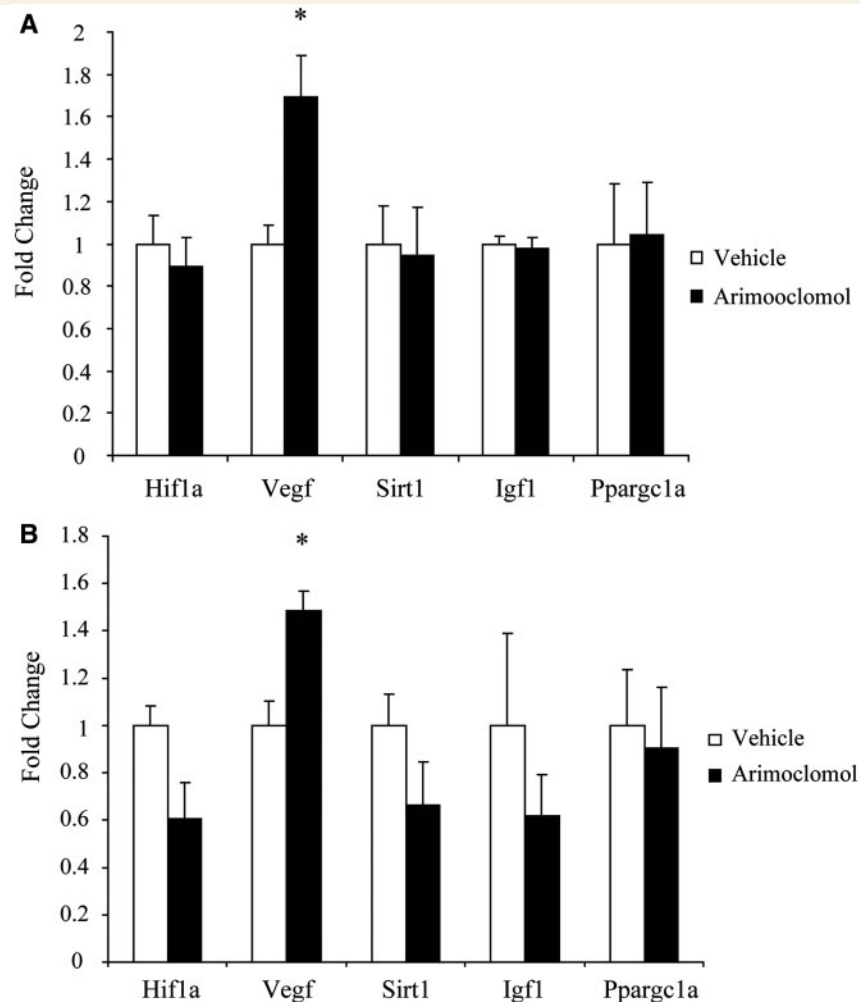 A
*
2
1.8
1.6
1.4
1.2
1
0.8
0.6
0.4
0.2
0
Fold Change
Hif1a
Vegf
Sirt1
Igf1
Ppargc1a
Vehicle
Arimooclomol
B
*
1.8
1.6
1.4
1.2
1
0.8
0.6
0.4
0.2
0
Fold Change
Hif1a
Vegf
Sirt1
Igf1
Ppargc1a
Vehicle
Arimoclomol